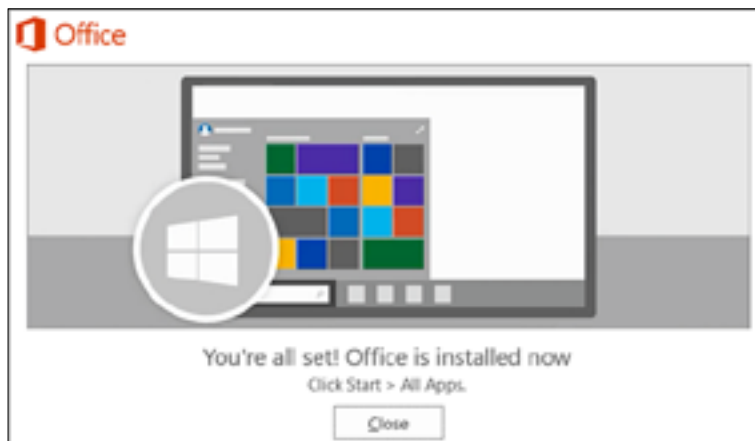 Office
You're all set! Office is installed now
Click Start > All Apps.
Close